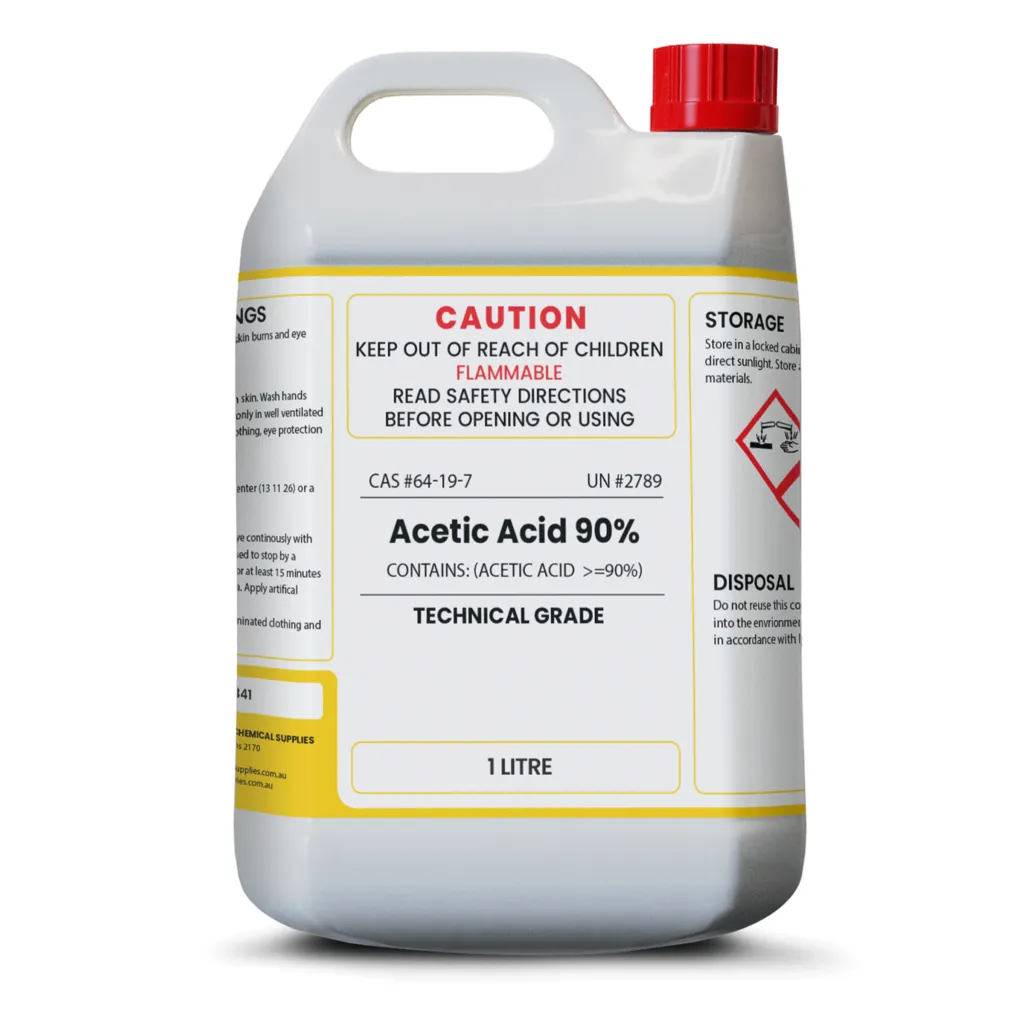 NGS
skin burns and eye
skin. Wash hands
only in well ventilated
othing, eye protection
enter (13 11 26) or a
ye continously with
sed to stop by a
or at least 15 minutes
a. Apply artifical
minated clothing and
341
CHEMICAL SUPPLIES
2170
supplies.com.au
ies.com.au
CAUTION
KEEP OUT OF REACH OF CHILDREN
FLAMMABLE
READ SAFETY DIRECTIONS
BEFORE OPENING OR USING
CAS #64-19-7
UN #2789
Acetic Acid 90%
CONTAINS: (ACETIC ACID >=90%)
TECHNICAL GRADE
1 LITRE
STORAGE
Store in a locked cabin
direct sunlight. Store
materials.
DISPOSAL
Do not reuse this co
into the envrionme
in accordance with